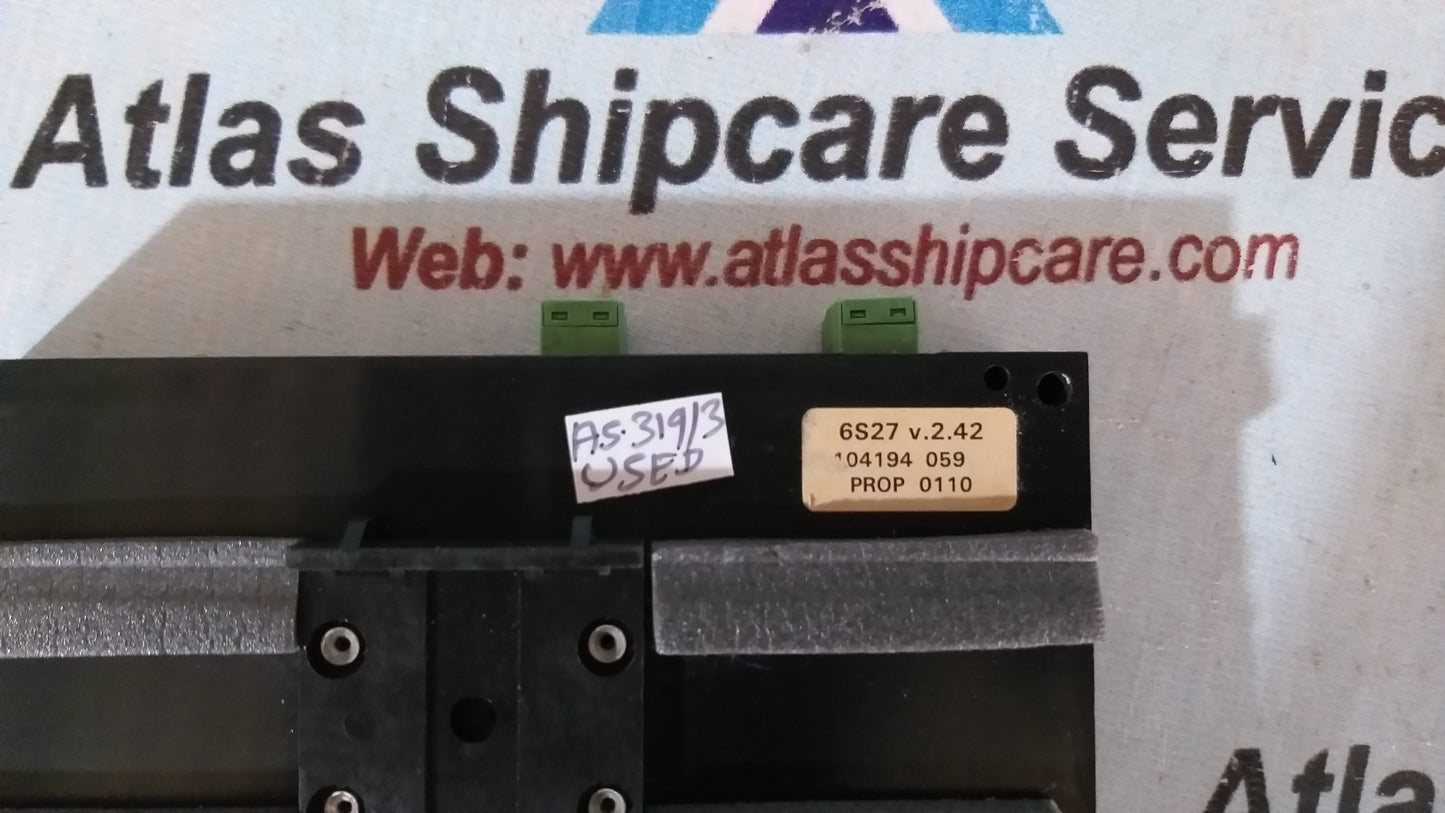 Atlas Shipcare Servic
Web: www.atlasshipcare.com
AS.319/3
USED
6S27 v.2.42
104194 059
PROP 0110
Atla